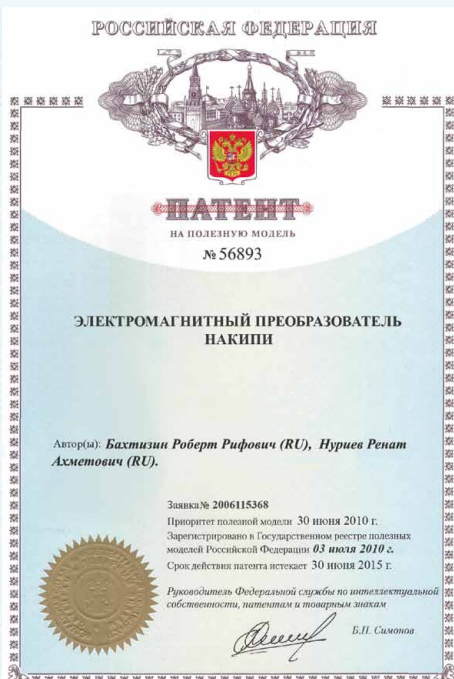 РОССИЙСКАЯ ФЕДЕРАЦИЯ
ПАТЕНТ
НА ПОЛЕЗНУЮ МОДЕЛЬ
№ 56893
ЭЛЕКТРОМАГНИТНЫЙ ПРЕОБРАЗОВАТЕЛЬ
НАКИПИ
Автор(ы): Бахтизин Роберт Рифович (RU), Нуриев Ренат
Ахметович (RU).
Заявка№ 2006115368
Приоритет полезной модели 30 июня 2010 г.
Зарегистрировано в Государственном реестре полезных
моделей Российской Федерации 03 июля 2010 г.
Срок действия патента истекает 30 июня 2015 г.
Руководитель Федеральной службы по интеллектуальной
собственности, патентам и товарным знакам
Б.П. Симонов